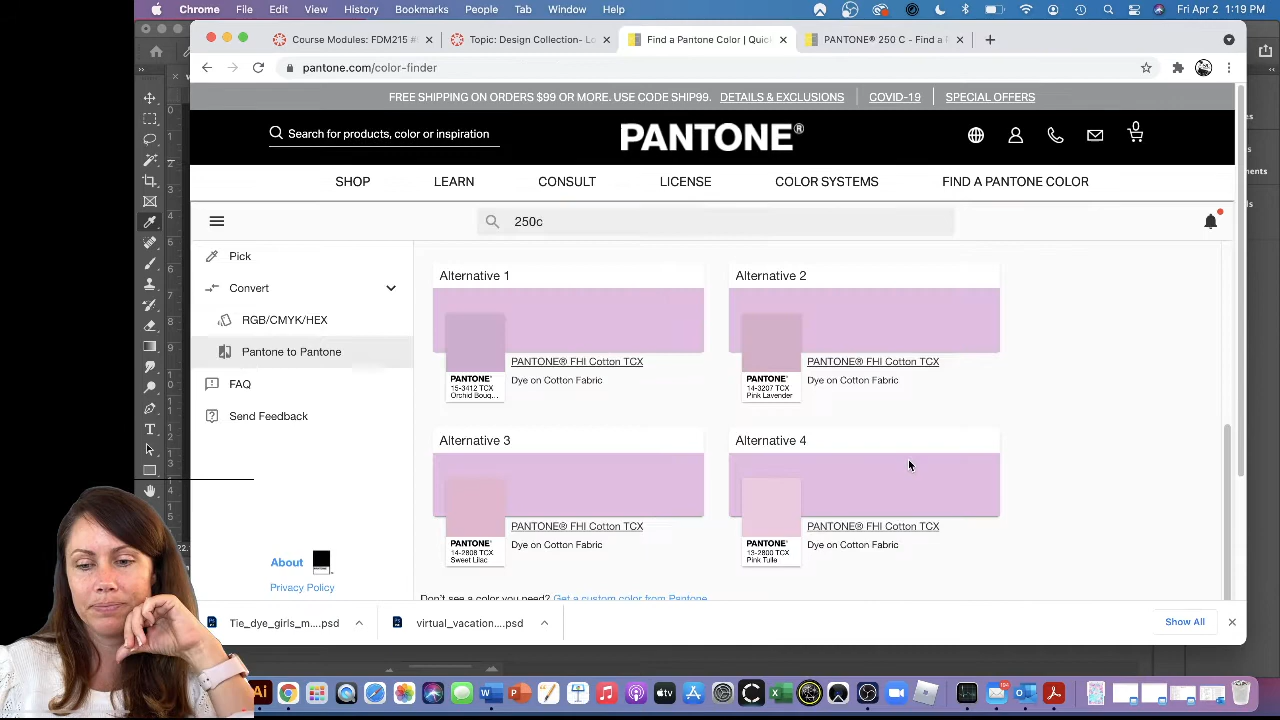 Chrome File Edit View History Bookmarks People Tab Window Help
Fri Feb 4 1:19 PM
Course Files: FDM215 #
Topic: Design Collection -
Find a Pantone Color | Quick
PANTONE® 250 C - Find a
pantone.com/color-finder
FREE SHIPPING ON ORDERS $99 OR MORE. USE CODE SHIP99. DETAILS & EXCLUSIONS
COVID-19
SPECIAL OFFERS
Search for products, color or inspiration
PANTONE®
0
HOP LEARN CONSULT LICENSE COLOR SYSTEMS FIND A PANTONE COLOR
250c
Pick
Convert
RGB/CMYK/HEX
Pantone to Pantone
FAQ
Send Feedback
Alternative 1
PANTONE® FHI Cotton TCX
Dye on Cotton Fabric
PANTONE®
15-3412 TCX
Orchid Bouq...
Alternative 2
PANTONE® FHI Cotton TCX
Dye on Cotton Fabric
PANTONE®
14-3207 TCX
Pink Lavender
Alternative 3
PANTONE® FHI Cotton TCX
Dye on Cotton Fabric
PANTONE®
14-2808 TCX
Sweet Lilac
Alternative 4
PANTONE® FHI Cotton TCX
Dye on Cotton Fabric
PANTONE®
13-2800 TCX
Pink Tulle
Don't see a color you need? Get a custom color from Pantone
About
Privacy Policy
Tie_dye_girls_m....psd
virtual_vacation....psd
Show All